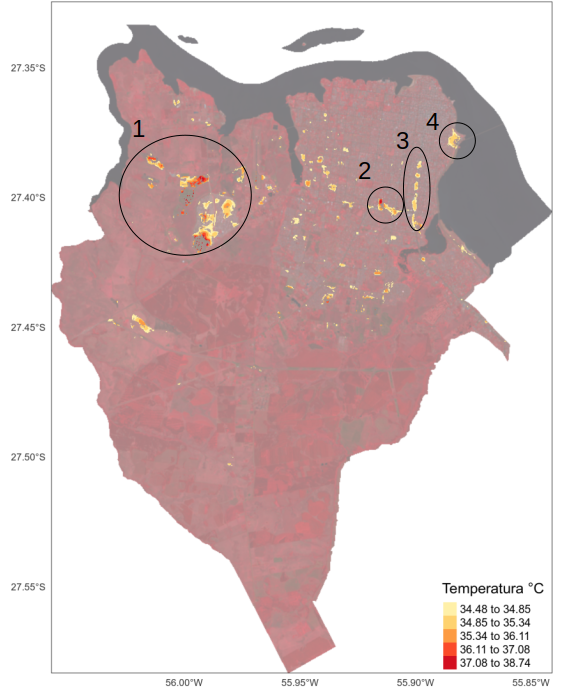 27.35°S
27.40°S
27.45°S
27.50°S
27.55°S
1
2
3
4
Temperatura °C
34.48 to 34.85
34.85 to 35.34
35.34 to 36.11
36.11 to 37.08
37.08 to 38.74
56.00°W
55.95°W
55.90°W
55.85°W